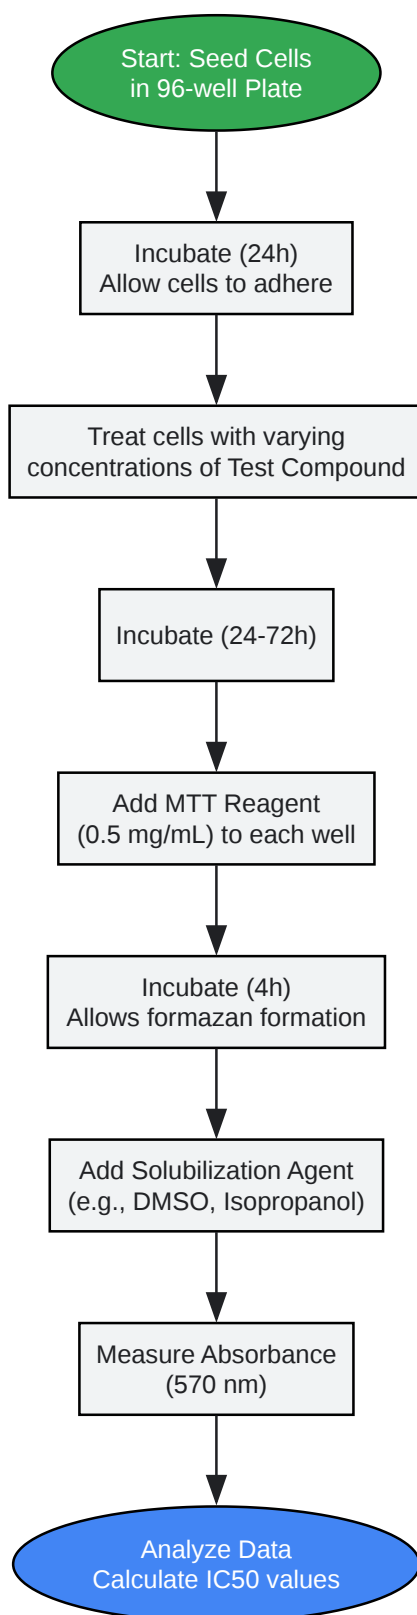 Start: Seed Cells
in 96-well Plate
Incubate (24h)
Allow cells to adhere
Treat cells with varying
concentrations of Test Compound
Incubate (24-72h)
Add MTT Reagent
(0.5 mg/mL) to each well
Incubate (4h)
Allows formazan formation
Add Solubilization Agent
(e.g., DMSO, Isopropanol)
Measure Absorbance
(570 nm)
Analyze Data
Calculate IC50 values